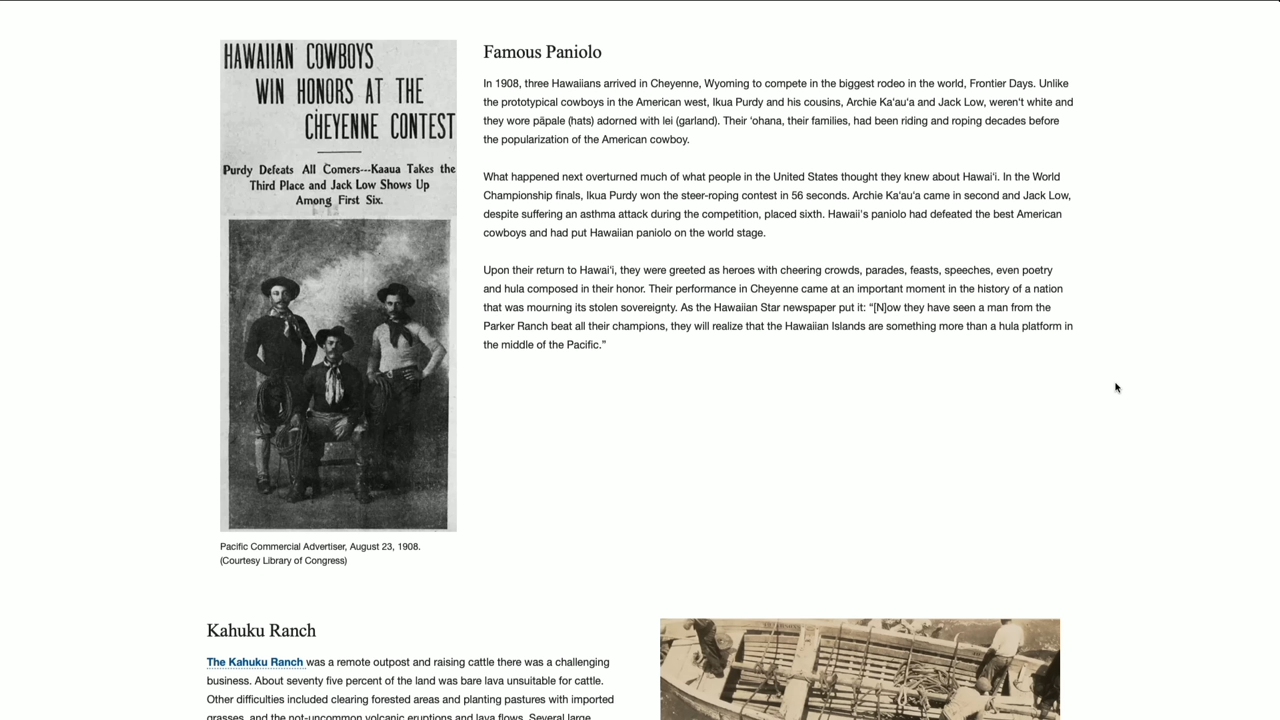 HAWAIIAN COWBOYS
WIN HONORS AT THE
CHEYENNE CONTEST
Purdy Defeats All Comers---Kaaua Takes the
Third Place and Jack Low Shows Up
Among First Six.
Pacific Commercial Advertiser, August 23, 1908.
(Courtesy Library of Congress)
Famous Paniolo
In 1908, three Hawaiians arrived in Cheyenne, Wyoming to compete in the biggest rodeo in the world, Frontier Days. Unlike
the prototypical cowboys in the American west, Ikua Purdy and his cousins, Archie Ka'au'a and Jack Low, weren't white and
they wore pāpale (hats) adorned with lei (garland). Their ‘ohana, their families, had been riding and roping decades before
the popularization of the American cowboy.
What happened next overturned much of what people in the United States thought they knew about Hawai'i. In the World
Championship finals, Ikua Purdy won the steer-roping contest in 56 seconds. Archie Ka'au'a came in second and Jack Low,
despite suffering an asthma attack during the competition, placed sixth. Hawaii's paniolo had defeated the best American
cowboys and had put Hawaiian paniolo on the world stage.
Upon their return to Hawai'i, they were greeted as heroes with cheering crowds, parades, feasts, speeches, even poetry
and hula composed in their honor. Their performance in Cheyenne came at an important moment in the history of a nation
that was mourning its stolen sovereignty. As the Hawaiian Star newspaper put it: “[N]ow they have seen a man from the
Parker Ranch beat all their champions, they will realize that the Hawaiian Islands are something more than a hula platform in
the middle of the Pacific.”
Kahuku Ranch
The Kahuku Ranch was a remote outpost and raising cattle there was a challenging
business. About seventy five percent of the land was bare lava unsuitable for cattle.
Other difficulties included clearing forested areas and planting pastures with imported
grasses, and the not-uncommon volcanic eruptions and lava flows. Several large